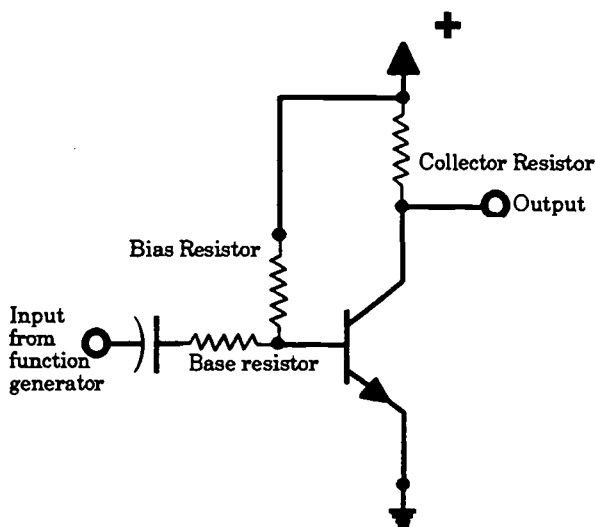 +
Collector Resistor
Output
Bias Resistor
Input
from
function
generator
Base resistor